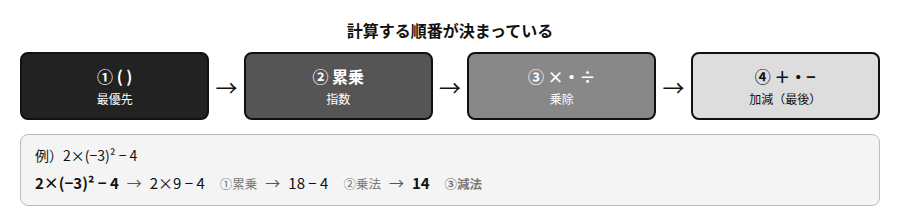 計算する順番が決まっている
① ( )
最優先
→
② 累乗
指数
→
③ ×・÷
乗除
→
④ +・−
加減（最後）
例）2×(−3)² − 4
2×(−3)² − 4 → 2×9 − 4 ①累乗 → 18 − 4 ②乗法 → 14 ③減法